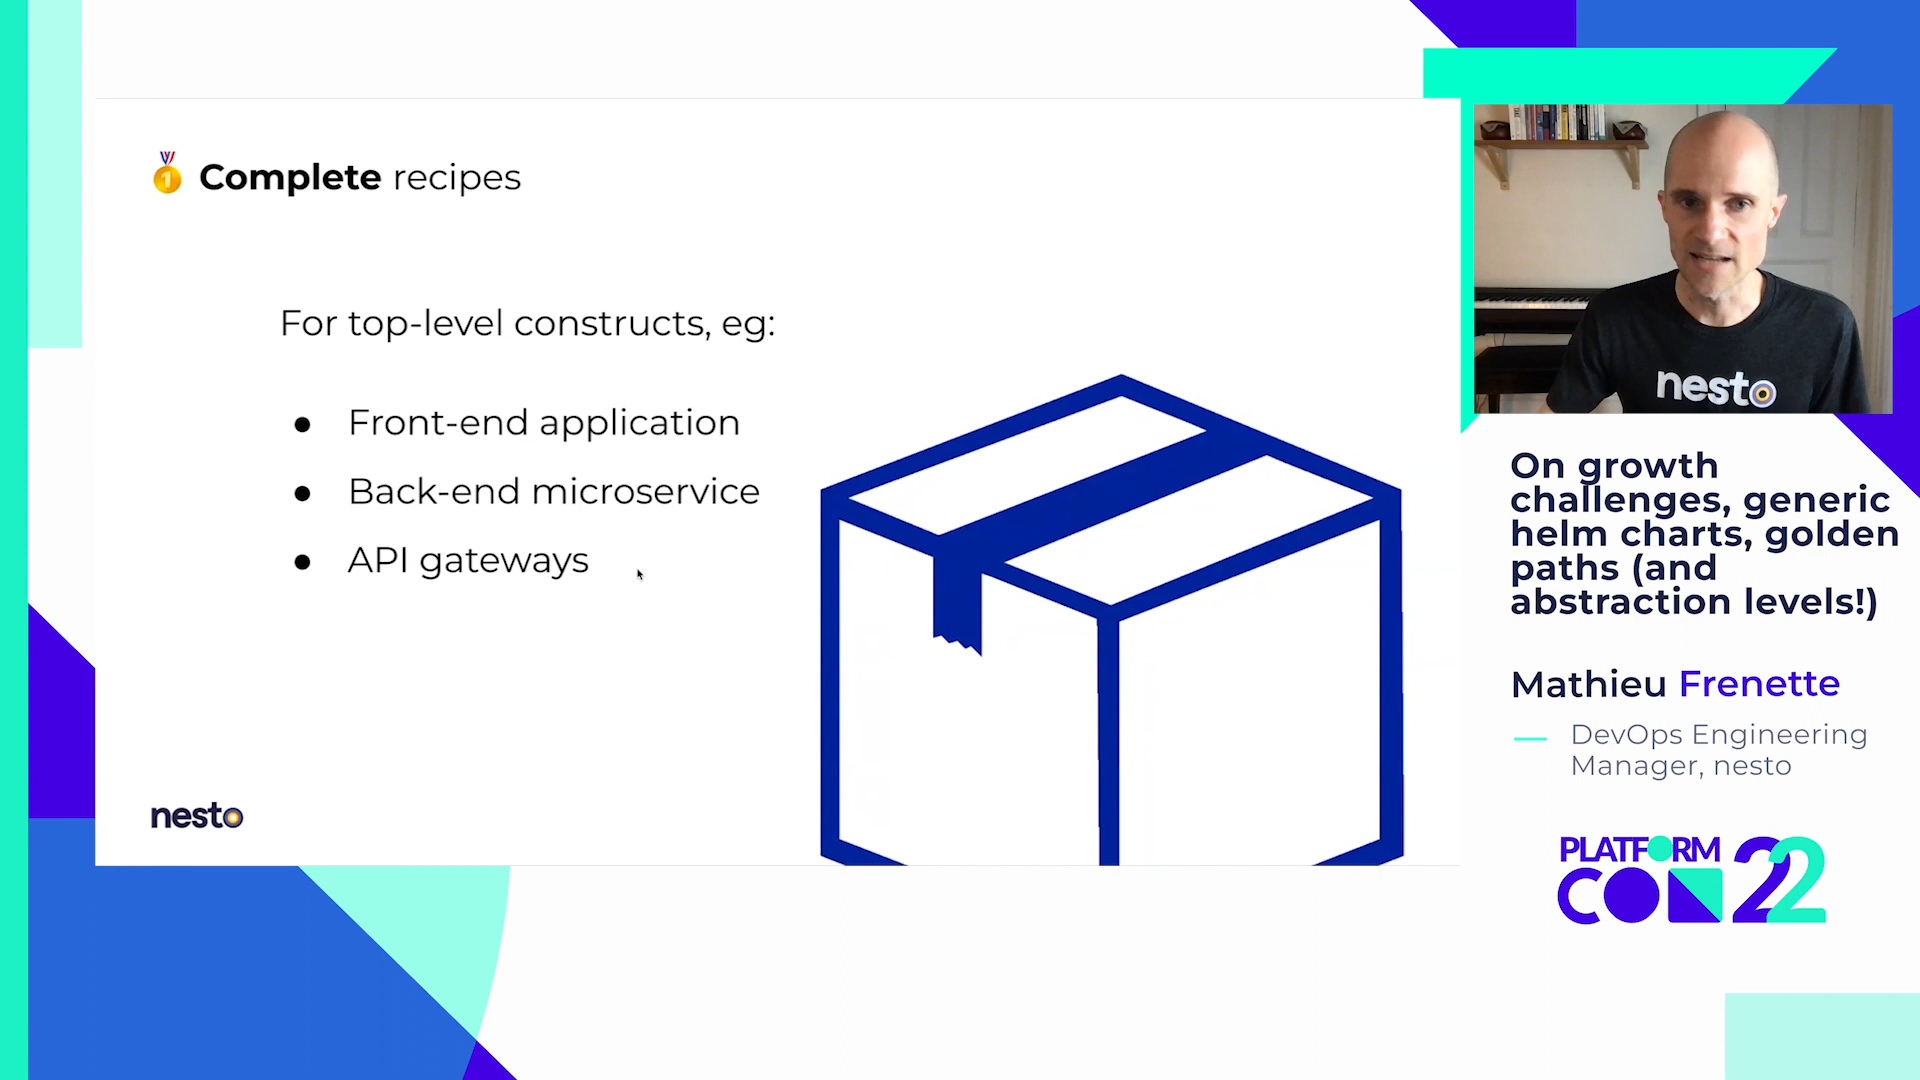 Complete recipes
For top-level constructs, eg:
● Front-end application
● Back-end microservice
● API gateways
nesto
nesto
On growth
challenges, generic
helm charts, golden
paths (and
abstraction levels!)
Mathieu Frenette
— DevOps Engineering
Manager, nesto
PLATFORM
CON 22